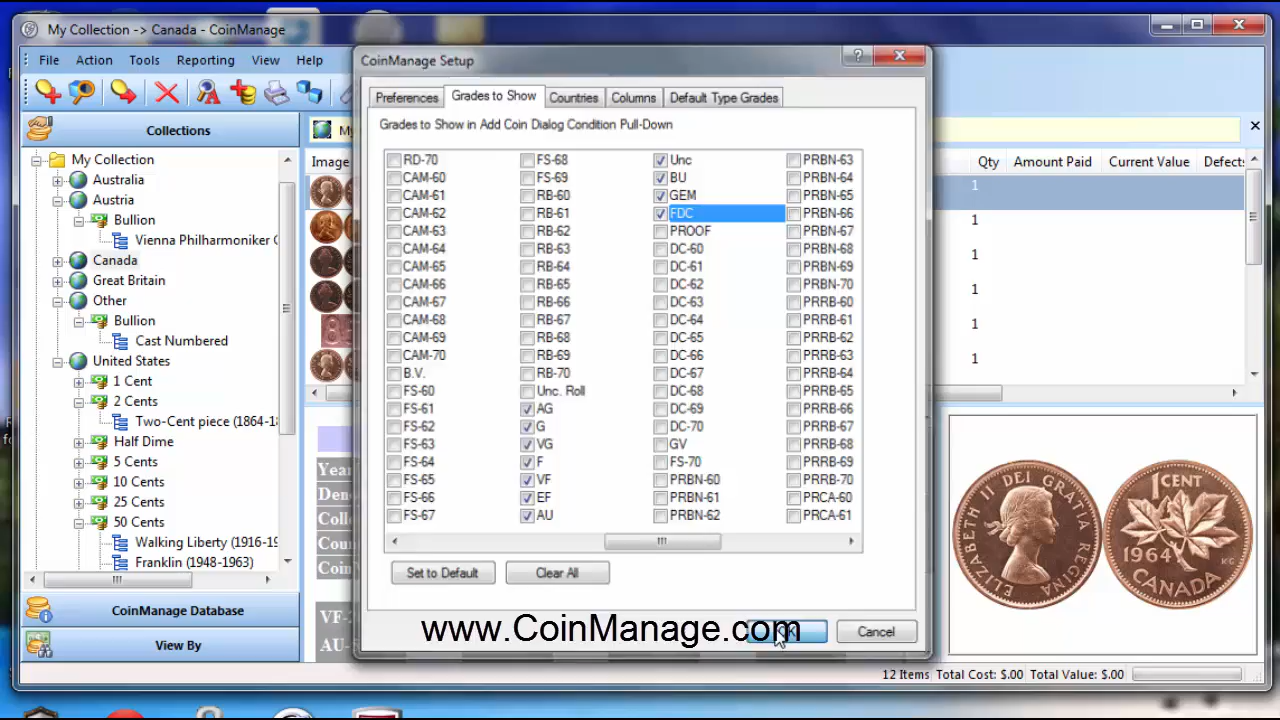 My Collection -> Canada - CoinManage
File Action Tools Reporting View Help
Collections
My Collection
Australia
Austria
Bullion
Vienna Philharmoniker
Canada
Great Britain
Other
Bullion
Cast Numbered
United States
1 Cent
2 Cents
Two-Cent piece (1864-18
Half Dime
5 Cents
10 Cents
25 Cents
50 Cents
Walking Liberty (1916-19
Franklin (1948-1963)
CoinManage Database
View By
Image
CoinManage Setup
Preferences Grades to Show Countries Columns Default Type Grades
Grades to Show in Add Coin Dialog Condition Pull-Down
RD-70 FS-68 Unc PRBN-63
CAM-60 FS-69 BU PRBN-64
CAM-61 RB-60 GEM PRBN-65
CAM-62 RB-61 FDC PRBN-66
CAM-63 RB-62 PROOF PRBN-67
CAM-64 RB-63 DC-60 PRBN-68
CAM-65 RB-64 DC-61 PRBN-69
CAM-66 RB-65 DC-62 PRBN-70
CAM-67 RB-66 DC-63 PRRB-60
CAM-68 RB-67 DC-64 PRRB-61
CAM-69 RB-68 DC-65 PRRB-62
CAM-70 RB-69 DC-66 PRRB-63
B.V. RB-70 DC-67 PRRB-64
FS-60 Unc. Roll DC-68 PRRB-65
FS-61 AG DC-69 PRRB-66
FS-62 G DC-70 PRRB-67
FS-63 VG GV PRRB-68
FS-64 F FS-70 PRRB-69
FS-65 VF PRBN-60 PRRB-70
FS-66 EF PRBN-61 PRCA-60
FS-67 AU PRBN-62 PRCA-61
Set to Default Clear All
www.CoinManage.com
Cancel
Qty Amount Paid Current Value Defects
1
1
1
1
1
1
Year
ELIZABETH II DEI GRATIA REGINA
1 CENT
1964
KG
CANADA
12 Items Total Cost: $.00 Total Value: $.00